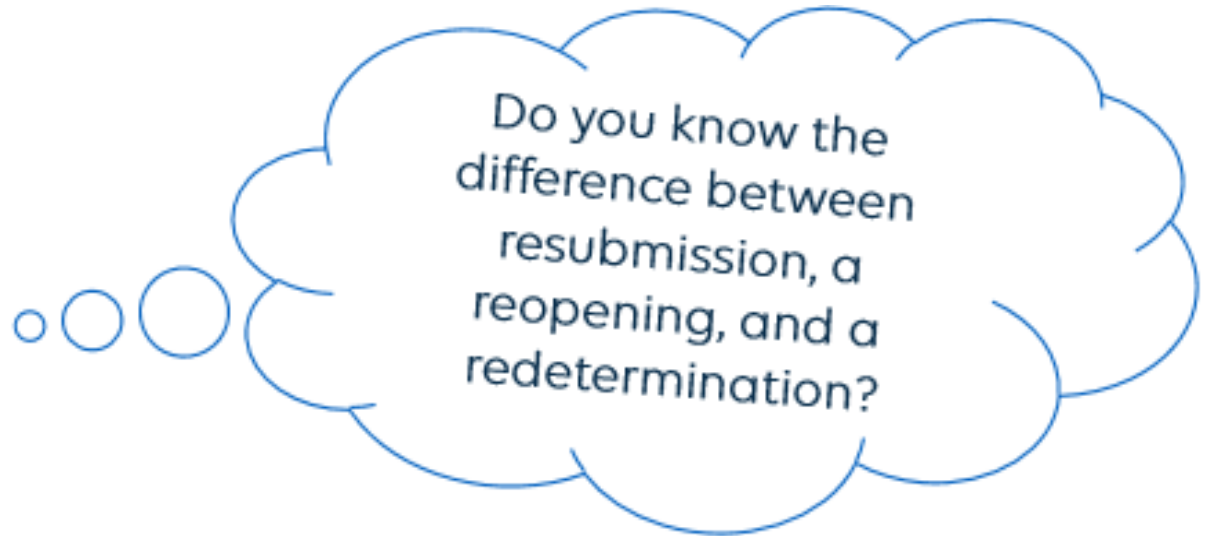 Do you know the
difference between
resubmission, a
reopening, and a
redetermination?